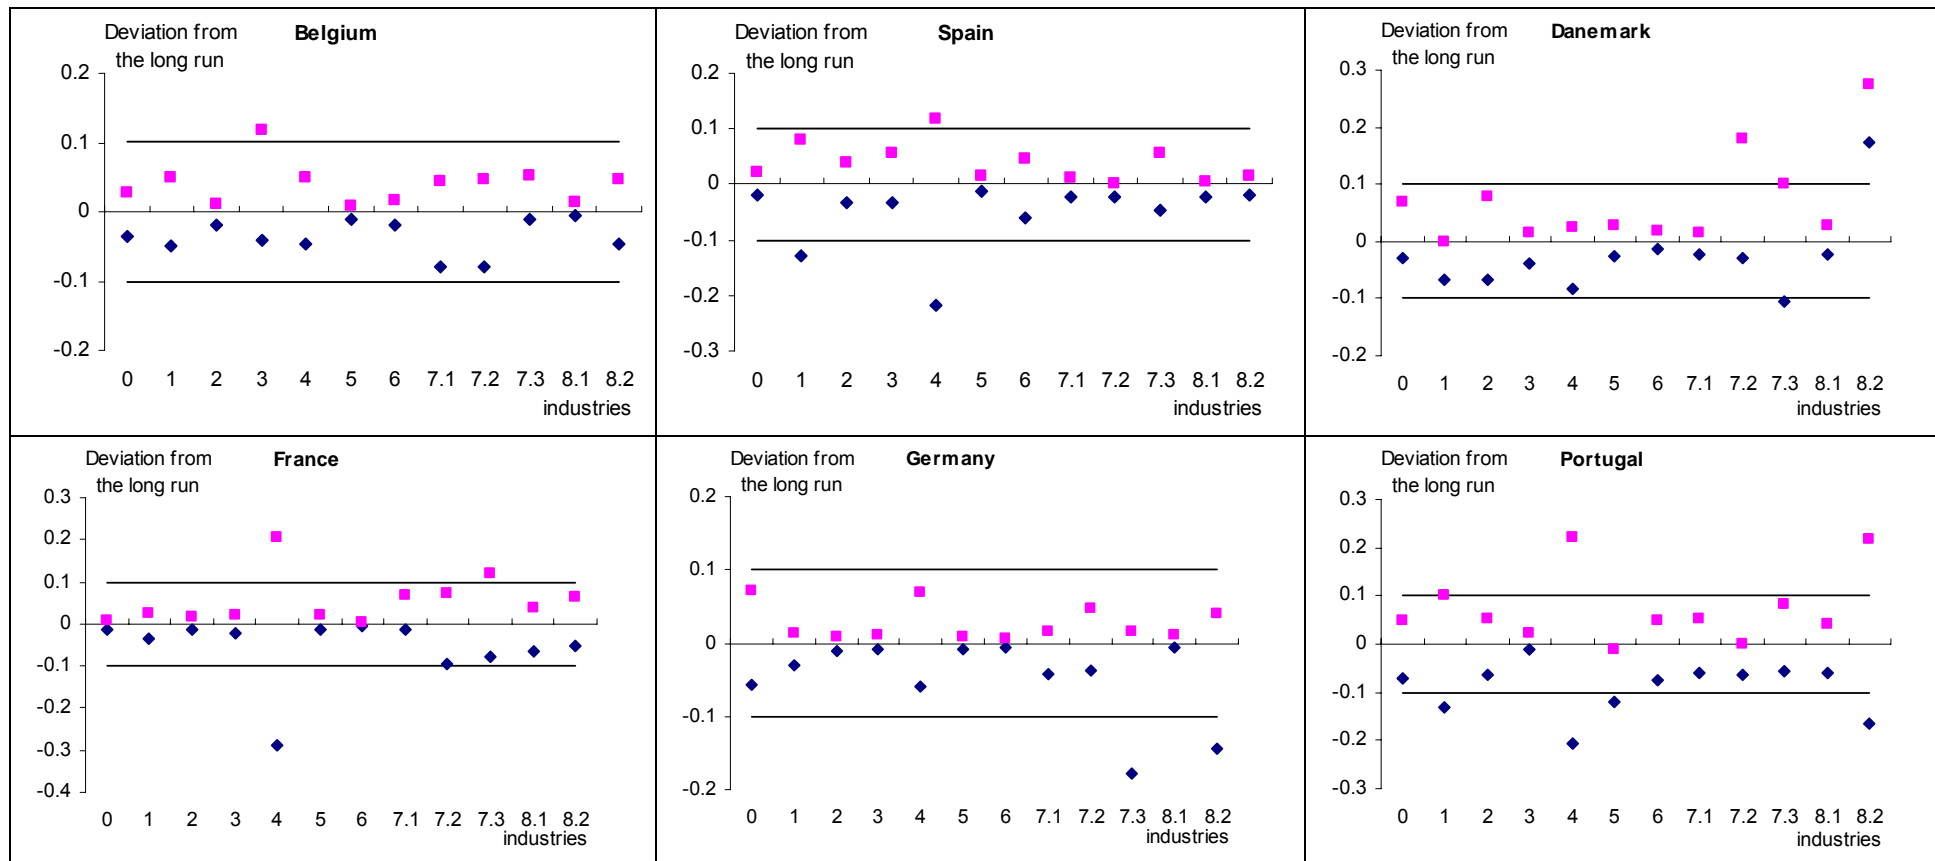 Deviation from
the long run
Belgium
0.2
0.1
0
-0.1
-0.2
0 1 2 3 4 5 6 7.1 7.2 7.3 8.1 8.2
industries
Deviation from
the long run
Spain
0.2
0.1
0
-0.1
-0.2
-0.3
0 1 2 3 4 5 6 7.1 7.2 7.3 8.1 8.2
industries
Deviation from
the long run
Danemark
0.3
0.2
0.1
0
-0.1
-0.2
0 1 2 3 4 5 6 7.1 7.2 7.3 8.1 8.2
industries
Deviation from
the long run
France
0.3
0.2
0.1
0
-0.1
-0.2
-0.3
-0.4
0 1 2 3 4 5 6 7.1 7.2 7.3 8.1 8.2
industries
Deviation from
the long run
Germany
0.2
0.1
0
-0.1
-0.2
0 1 2 3 4 5 6 7.1 7.2 7.3 8.1 8.2
industries
Deviation from
the long run
Portugal
0.3
0.2
0.1
0
-0.1
-0.2
-0.3
0 1 2 3 4 5 6 7.1 7.2 7.3 8.1 8.2
industries